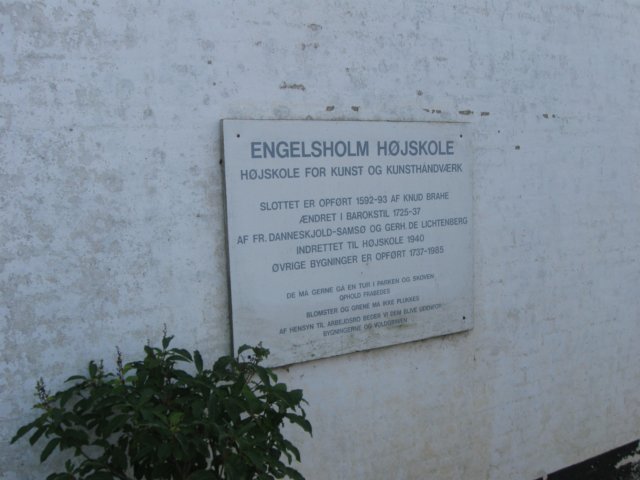 ENGELSHOLM HØJSKOLE
HØJSKOLE FOR KUNST OG KUNSTHÅNDVÆRK
SLOTTET ER OPFØRT 1592-93 AF KNUD BRAHE
ÆNDRET I BAROKSTIL 1725-37
AF FR. DANNESKJOLD-SAMSØ OG GERH. DE LICHTENBERG
INDRETTET TIL HØJSKOLE 1940
ØVRIGE BYGNINGER ER OPFØRT 1737-1985
DE MÅ GERNE GÅ EN TUR I PARKEN OG SKOVEN
OPHOLD FRABEDES
BLOMSTER OG GRENE MÅ IKKE PLUKKES
AF HENSYN TIL ARBEJDSRO BEDER VI DEM BLIVE UDENFOR
BYGNINGERNE OG VOLDGRAVEN